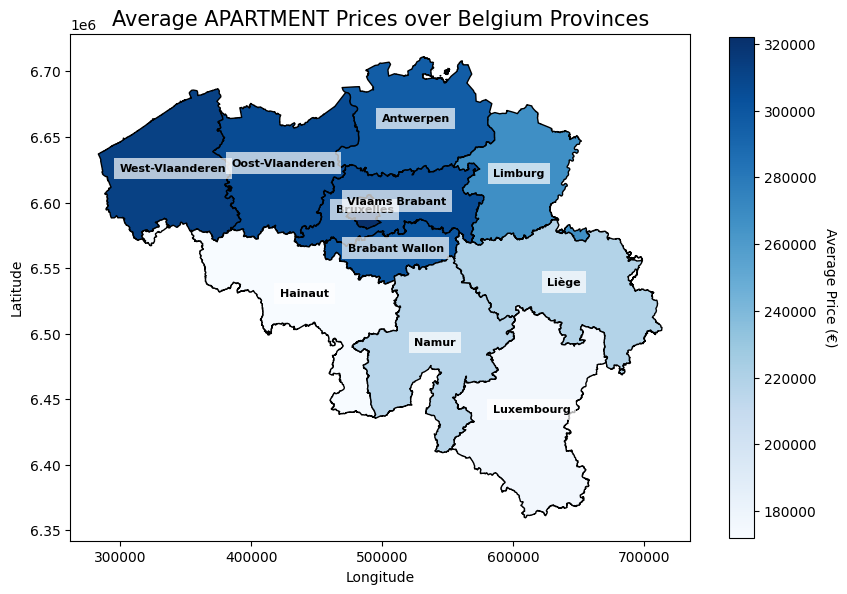 Average APARTMENT Prices over Belgium Provinces
1e6
6.70
6.65
6.60
6.55
6.50
6.45
6.40
6.35
Latitude
Antwerpen
West-Vlaanderen
Oost-Vlaanderen
Limburg
Vlaams Brabant
Bruxelles
Brabant Wallon
Liège
Hainaut
Namur
Luxembourg
300000
400000
500000
600000
700000
Longitude
320000
300000
280000
260000
240000
220000
200000
180000
Average Price (€)